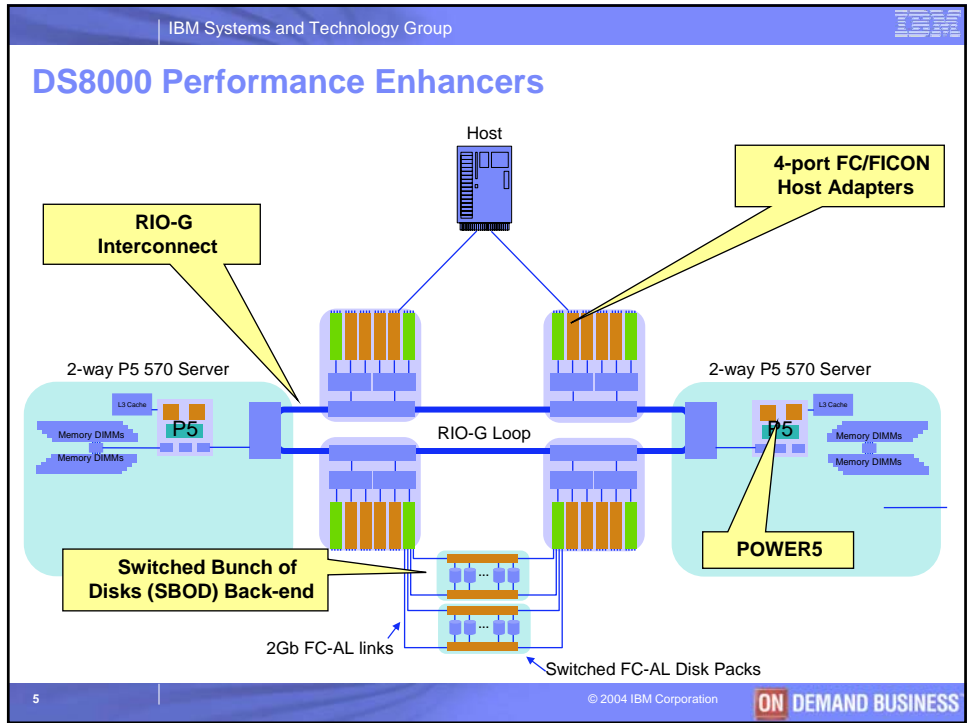 IBM Systems and Technology Group
IBM
DS8000 Performance Enhancers
Host
4-port FC/FICON
Host Adapters
RIO-G
Interconnect
2-way P5 570 Server
2-way P5 570 Server
L3 Cache
P5
Memory DIMMs
Memory DIMMs
RIO-G Loop
L3 Cache
P5
Memory DIMMs
Memory DIMMs
POWER5
Switched Bunch of
Disks (SBOD) Back-end
...
...
2Gb FC-AL links
Switched FC-AL Disk Packs
5
© 2004 IBM Corporation
ON DEMAND BUSINESS